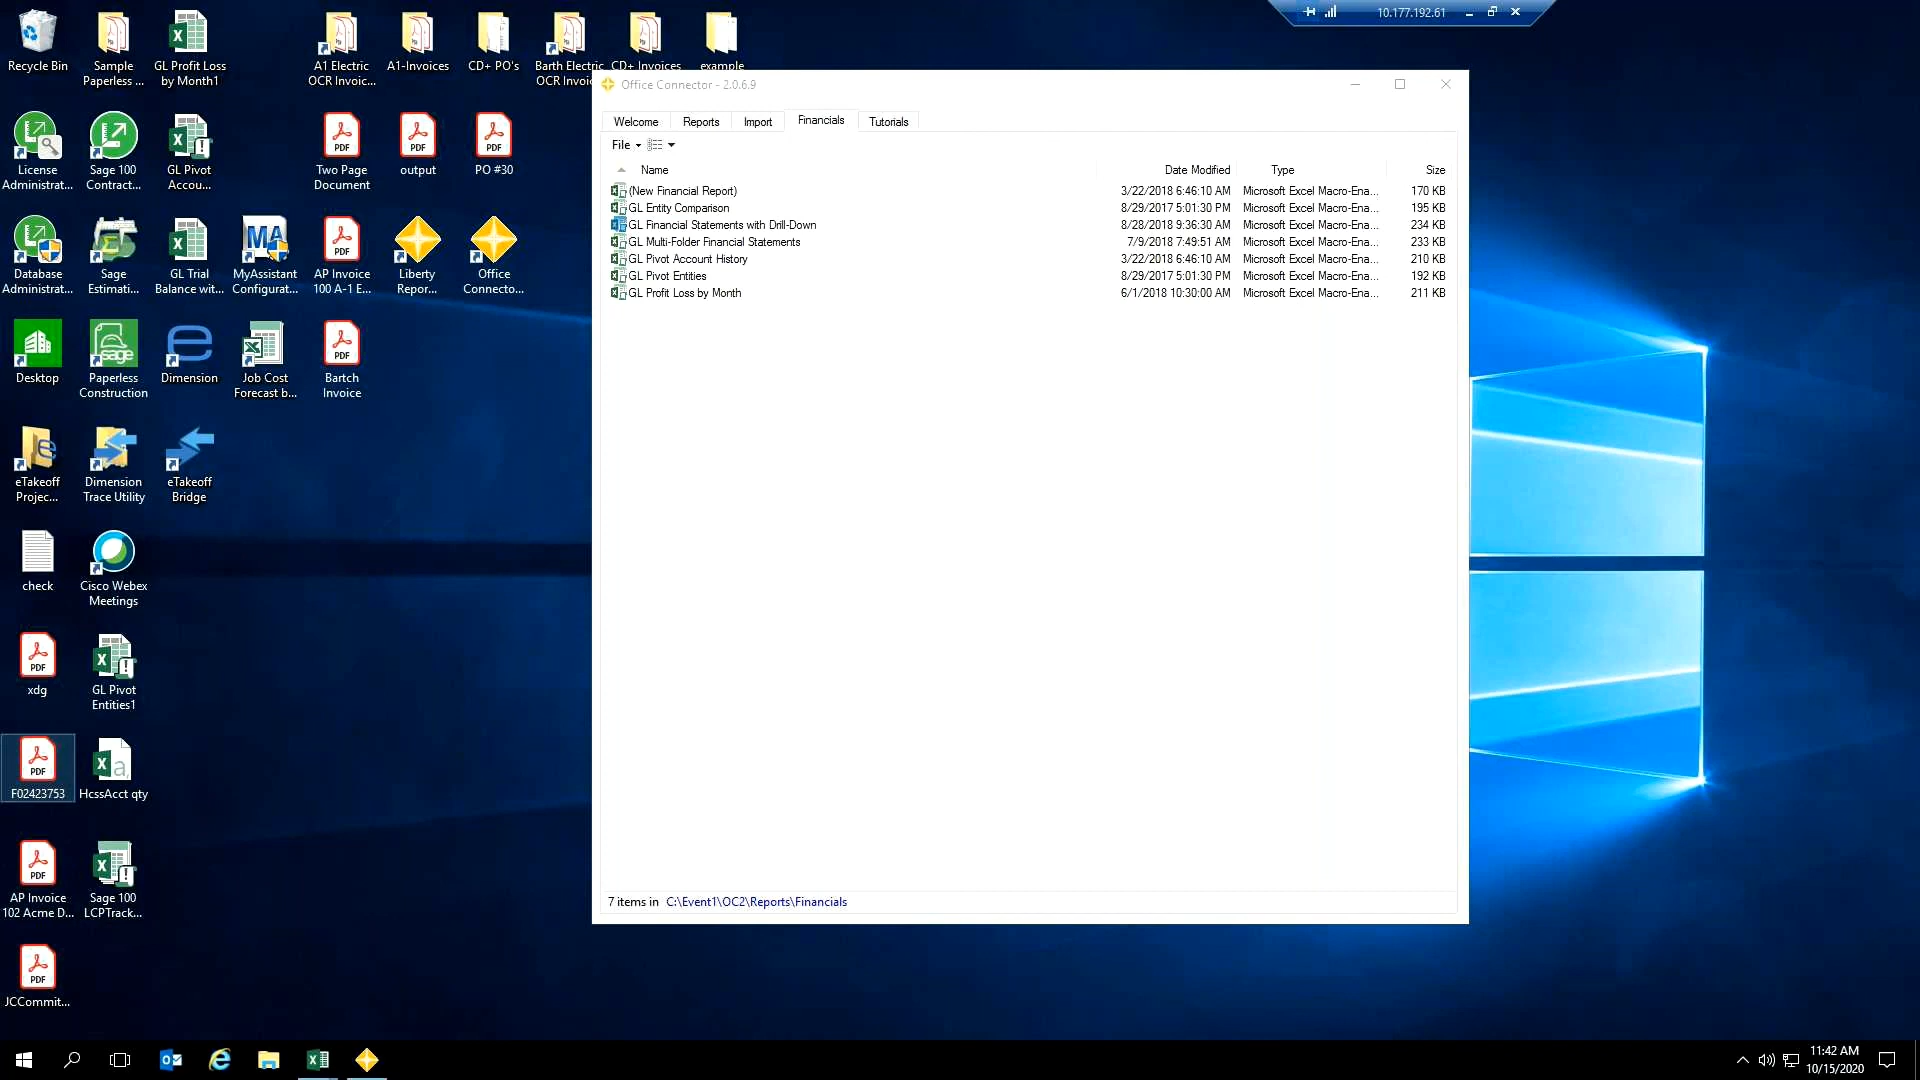 10.177.192.61
Recycle Bin
Sample
Paperless ...
GL Profit Loss
by Month1
A1 Electric
OCR Invoic...
A1-Invoices
CD+ PO's
Barth Electric
OCR Invoi
CD+ Invoices
example
License
Administrat...
Sage 100
Contract...
GL Pivot
Accou...
Two Page
Document
output
PO #30
Database
Administrat...
Sage
Estimati...
GL Trial
Balance wit...
MyAssistant
Configurat...
AP Invoice
100 A-1 E...
Liberty
Repor...
Office
Connecto...
Desktop
Paperless
Construction
Dimension
Job Cost
Forecast b...
Bartch
Invoice
eTakeoff
Projec...
Dimension
Trace Utility
eTakeoff
Bridge
check
Cisco Webex
Meetings
xdg
GL Pivot
Entities1
F02423753
HcssAcct qty
AP Invoice
102 Acme D...
Sage 100
LCPTrack...
JCCommit...
Office Connector - 2.0.6.9
Welcome Reports Import Financials Tutorials
File
Name Date Modified Type Size
(New Financial Report) 3/22/2018 6:46:10 AM Microsoft Excel Macro-Ena... 170 KB
GL Entity Comparison 8/29/2017 5:01:30 PM Microsoft Excel Macro-Ena... 195 KB
GL Financial Statements with Drill-Down 8/28/2018 9:36:30 AM Microsoft Excel Macro-Ena... 234 KB
GL Multi-Folder Financial Statements 7/9/2018 7:49:51 AM Microsoft Excel Macro-Ena... 233 KB
GL Pivot Account History 3/22/2018 6:46:10 AM Microsoft Excel Macro-Ena... 210 KB
GL Pivot Entities 8/29/2017 5:01:30 PM Microsoft Excel Macro-Ena... 192 KB
GL Profit Loss by Month 6/1/2018 10:30:00 AM Microsoft Excel Macro-Ena... 211 KB
7 items in C:\Event1\OC2\Reports\Financials
11:42 AM
10/15/2020